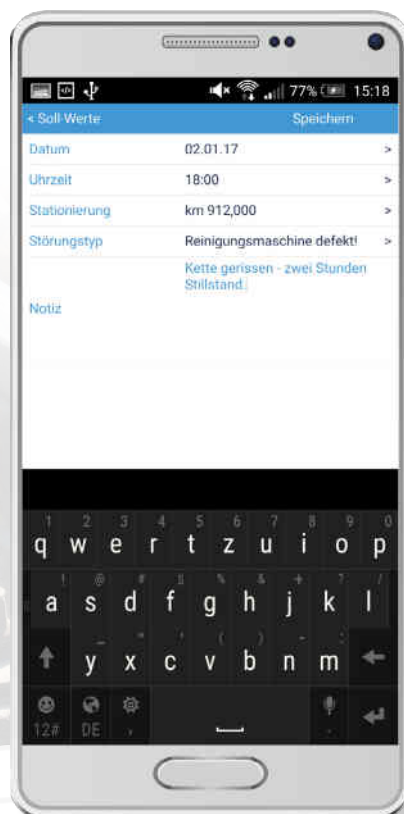 77% 15:18
< Soll-Werte Speichern
Datum 02.01.17 >
Uhrzeit 18:00 >
Stationierung km 912,000 >
Störungstyp Reinigungsmaschine defekt! >
Kette gerissen - zwei Stunden
Stillstand.
Notiz
1 2 3 4 5 6 7 8 9 0
q w e r t z u i o p
! @ # % & + ? /
a s d f g h j k l
_ " ' ( ) - :
y x c v b n m
12# DE , .